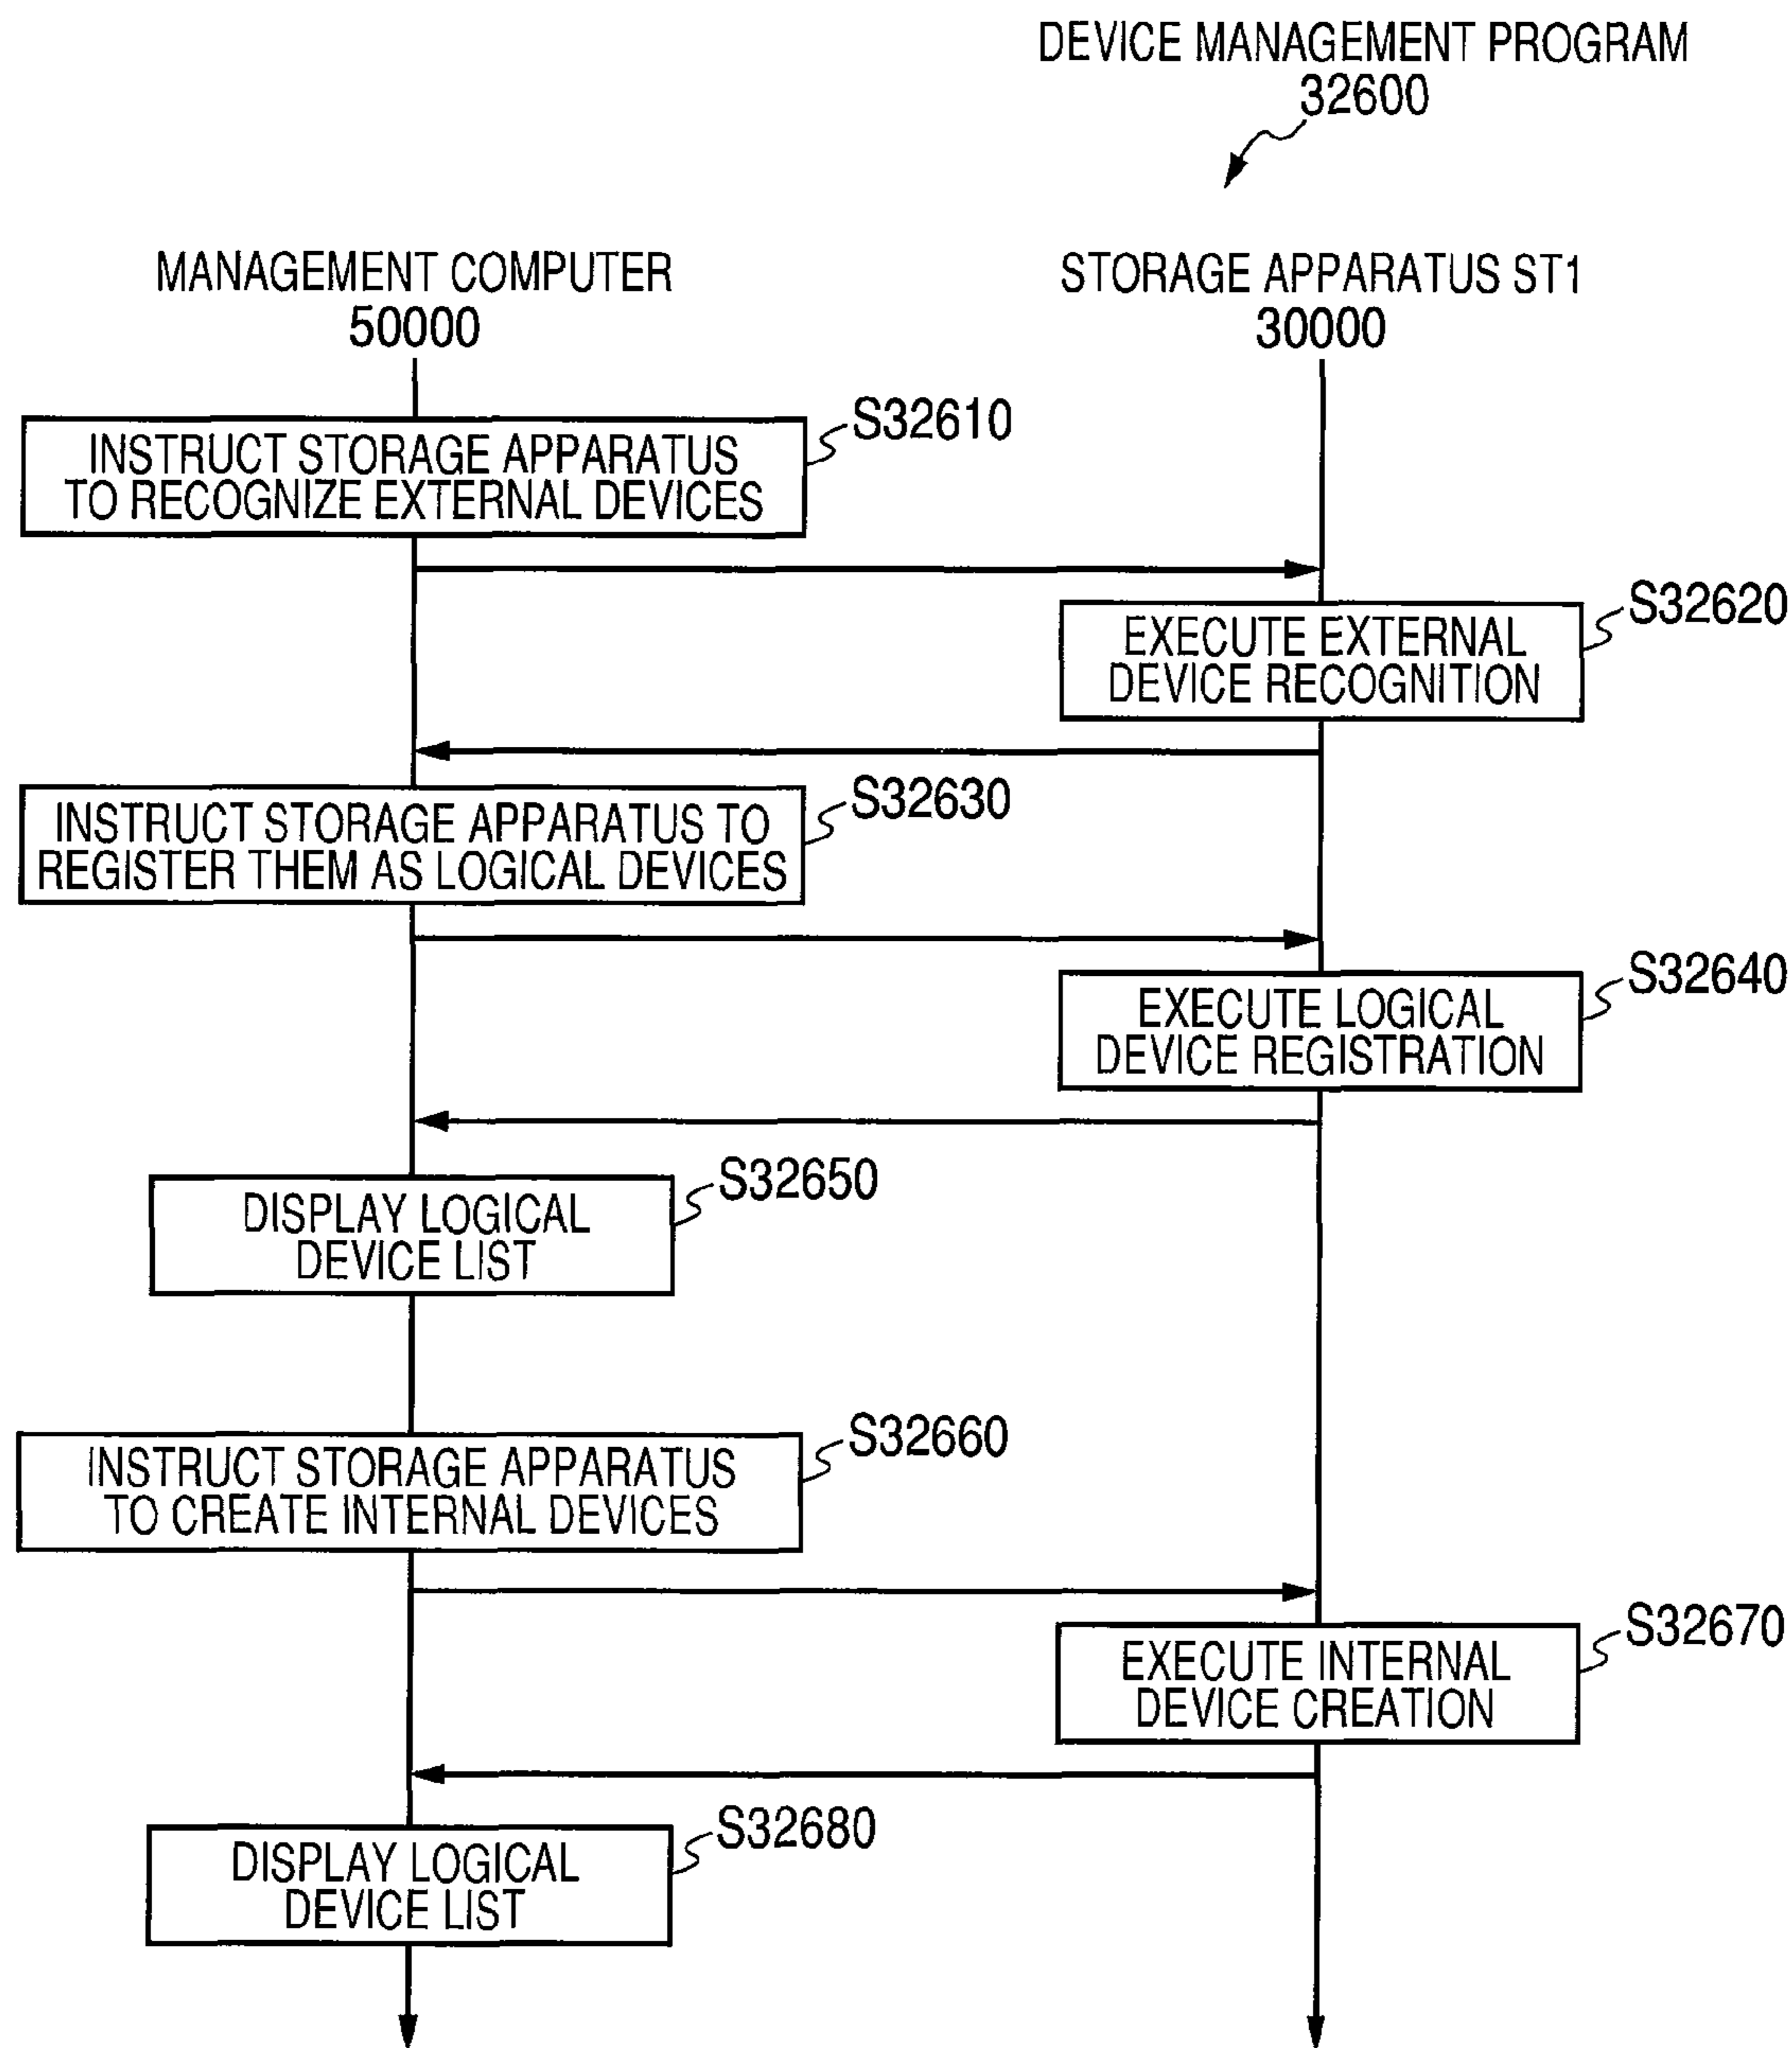 DEVICE MANAGEMENT PROGRAM
32600
MANAGEMENT COMPUTER
50000
STORAGE APPARATUS ST1
30000
INSTRUCT STORAGE APPARATUS
TO RECOGNIZE EXTERNAL DEVICES
S32610
EXECUTE EXTERNAL
DEVICE RECOGNITION
S32620
INSTRUCT STORAGE APPARATUS TO
REGISTER THEM AS LOGICAL DEVICES
S32630
EXECUTE LOGICAL
DEVICE REGISTRATION
S32640
DISPLAY LOGICAL
DEVICE LIST
S32650
INSTRUCT STORAGE APPARATUS
TO CREATE INTERNAL DEVICES
S32660
EXECUTE INTERNAL
DEVICE CREATION
S32670
DISPLAY LOGICAL
DEVICE LIST
S32680